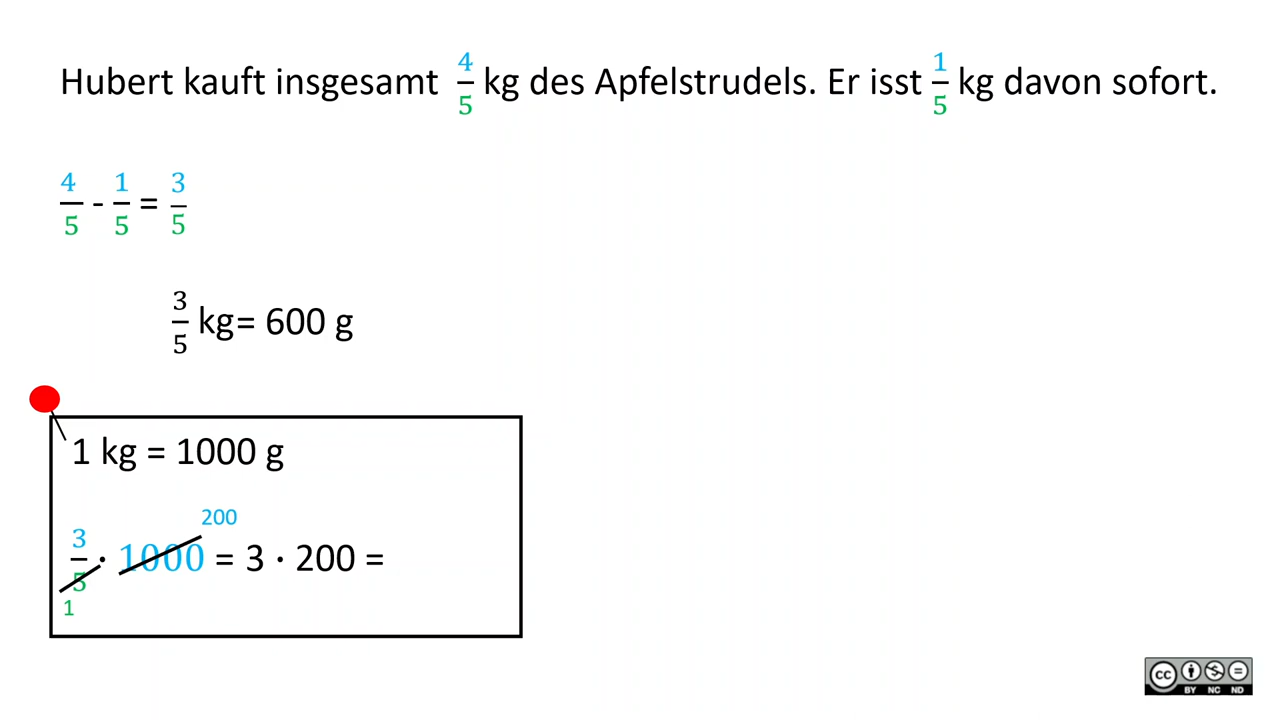 Hubert kauft insgesamt 4/5 kg des Apfelstrudels. Er isst 1/5 kg davon sofort.
4/5 - 1/5 = 3/5
3/5 kg= 600 g
1 kg = 1000 g
200
3/5 · 1000 = 3 · 200 =
1
cc BY NC ND